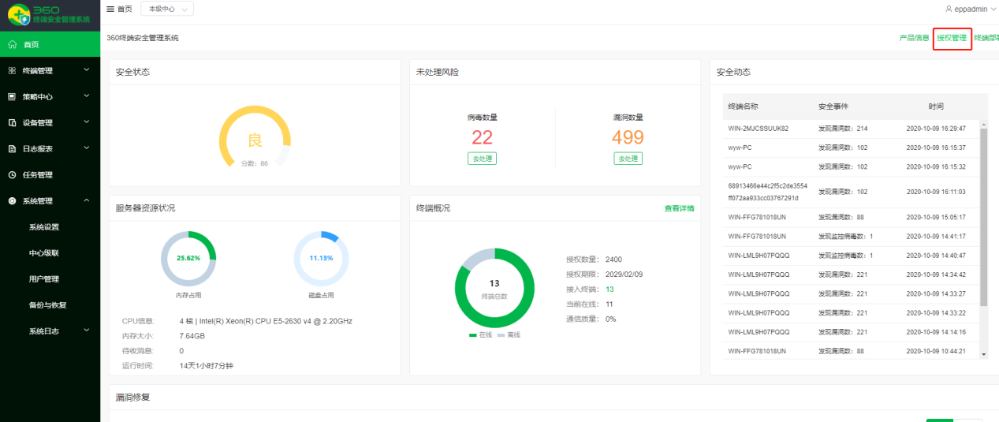 360
终端安全管理系统
首页
本级中心
eppadmin
首页
终端管理
策略中心
设备管理
日志报表
任务管理
系统管理
系统设置
中心级联
用户管理
备份与恢复
系统日志
360终端安全管理系统
产品信息 授权管理 终端部署
安全状态
良
分数: 86
未处理风险
病毒数量
22
去处理
漏洞数量
499
去处理
安全动态
终端名称 安全事件 时间
WIN-2MJCSSUUK82 发现漏洞数: 214 2020-10-09 16:29:47
wyw-PC 发现漏洞数: 102 2020-10-09 16:15:37
wyw-PC 发现漏洞数: 102 2020-10-09 16:15:32
68913466e44c2f5c2de3554
ff072aa933cc03767291d 发现漏洞数: 102 2020-10-09 16:11:03
WIN-FFG781018UN 发现漏洞数: 88 2020-10-09 15:05:17
WIN-FFG781018UN 发现监控病毒数: 1 2020-10-09 14:41:17
WIN-LML9H07PQQQ 发现监控病毒数: 1 2020-10-09 14:40:47
WIN-LML9H07PQQQ 发现漏洞数: 221 2020-10-09 14:34:42
WIN-LML9H07PQQQ 发现漏洞数: 221 2020-10-09 14:33:27
WIN-LML9H07PQQQ 发现漏洞数: 221 2020-10-09 14:33:22
WIN-LML9H07PQQQ 发现漏洞数: 221 2020-10-09 14:14:16
WIN-FFG781018UN 发现漏洞数: 88 2020-10-09 10:44:21
服务器资源状况
25.62%
内存占用
11.13%
磁盘占用
CPU信息: 4 核 | Intel(R) Xeon(R) CPU E5-2630 v4 @ 2.20GHz
内存大小: 7.64GB
待收消息: 0
运行时间: 14天1小时7分钟
终端概况
查看详情
13
终端总数
在线 离线
授权数量: 2400
授权期限: 2029/02/09
接入终端: 13
当前在线: 11
通信质量: 0%
漏洞修复